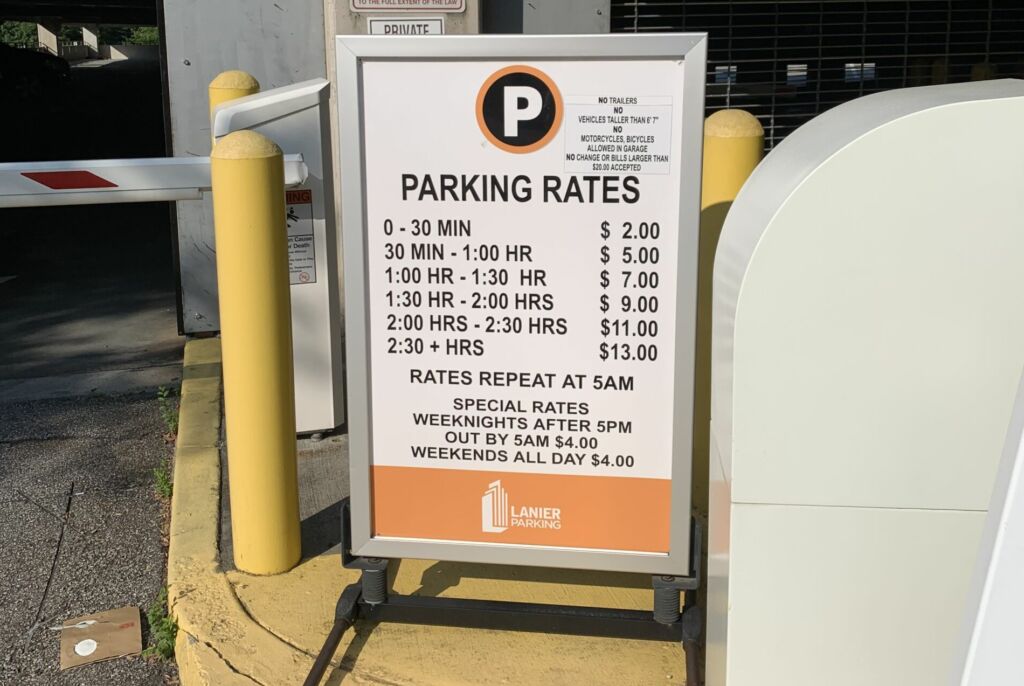 TO THE FULL EXTENT OF THE LAW
PRIVATE
P
NO TRAILERS
NO
VEHICLES TALLER THAN 6' 7"
NO
MOTORCYCLES, BICYCLES
ALLOWED IN GARAGE
NO CHANGE OR BILLS LARGER THAN
$20.00 ACCEPTED
PARKING RATES
0 - 30 MIN $ 2.00
30 MIN - 1:00 HR $ 5.00
1:00 HR - 1:30 HR $ 7.00
1:30 HR - 2:00 HRS $ 9.00
2:00 HRS - 2:30 HRS $11.00
2:30 + HRS $13.00
RATES REPEAT AT 5AM
SPECIAL RATES
WEEKNIGHTS AFTER 5PM
OUT BY 5AM $4.00
WEEKENDS ALL DAY $4.00
LANIER
PARKING
ING
an Cause
Death